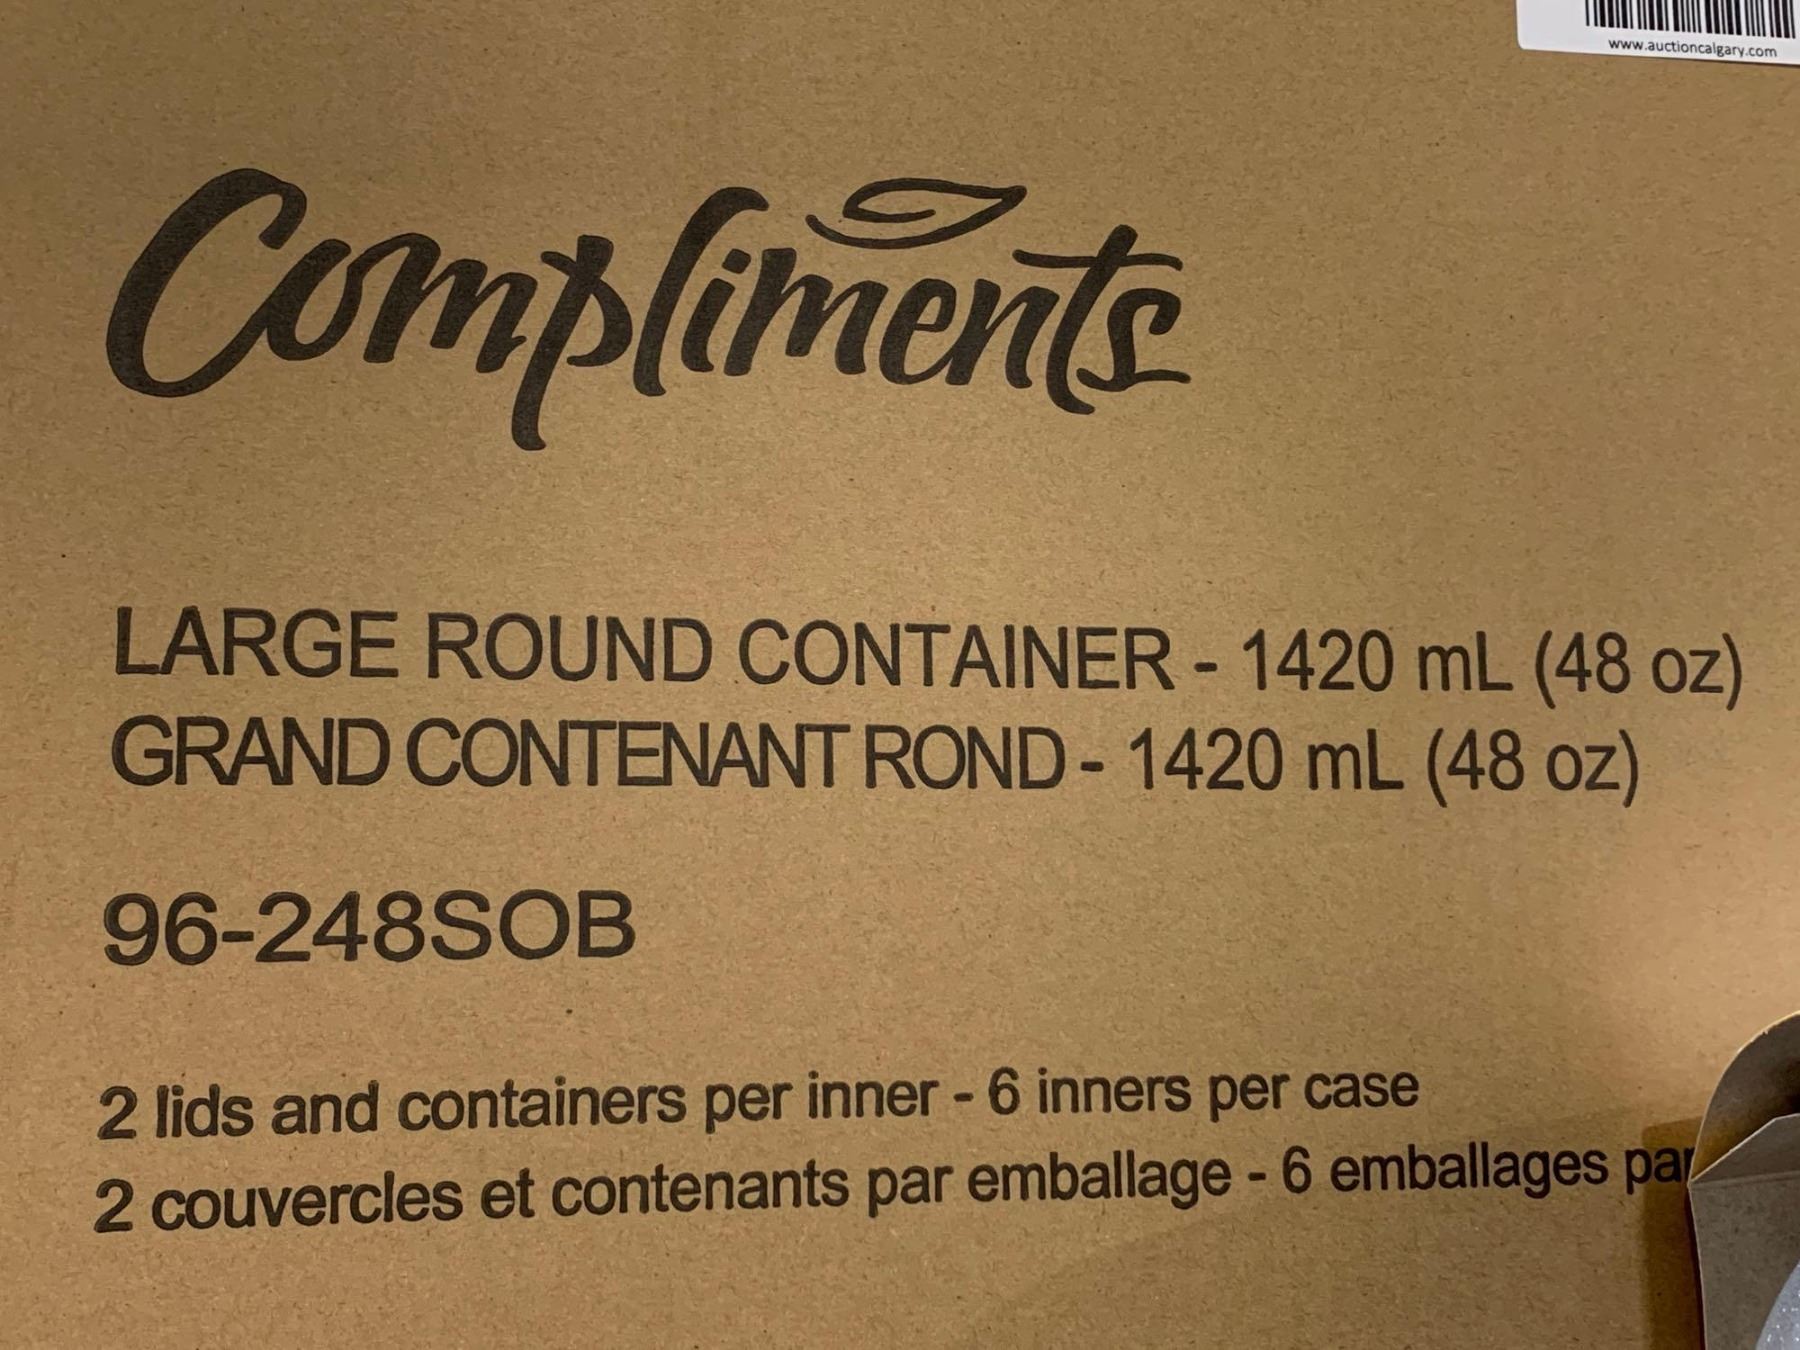 www.auctioncalgary.com
Compliments
LARGE ROUND CONTAINER - 1420 mL (48 oz)
GRAND CONTENANT ROND - 1420 mL (48 oz)
96-248SOB
2 lids and containers per inner - 6 inners per case
2 couvercles et contenants par emballage - 6 emballages par